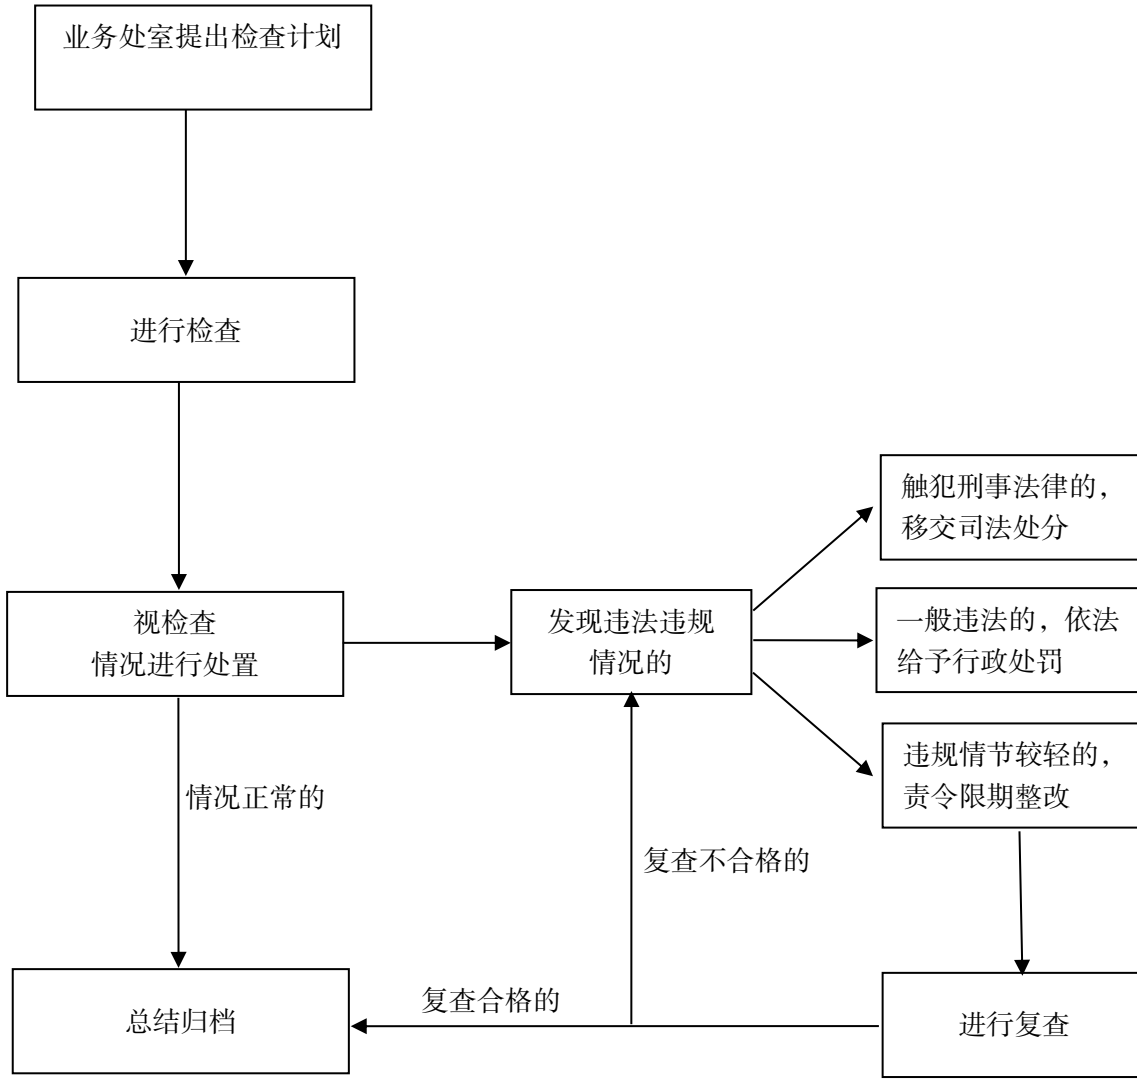 业务处室提出检查计划
进行检查
视检查
情况进行处置
发现违法违规
情况的
触犯刑事法律的,
移交司法处分
一般违法的，依法
给予行政处罚
违规情节较轻的,
责令限期整改
情况正常的
复查不合格的
复查合格的
总结归档
进行复查